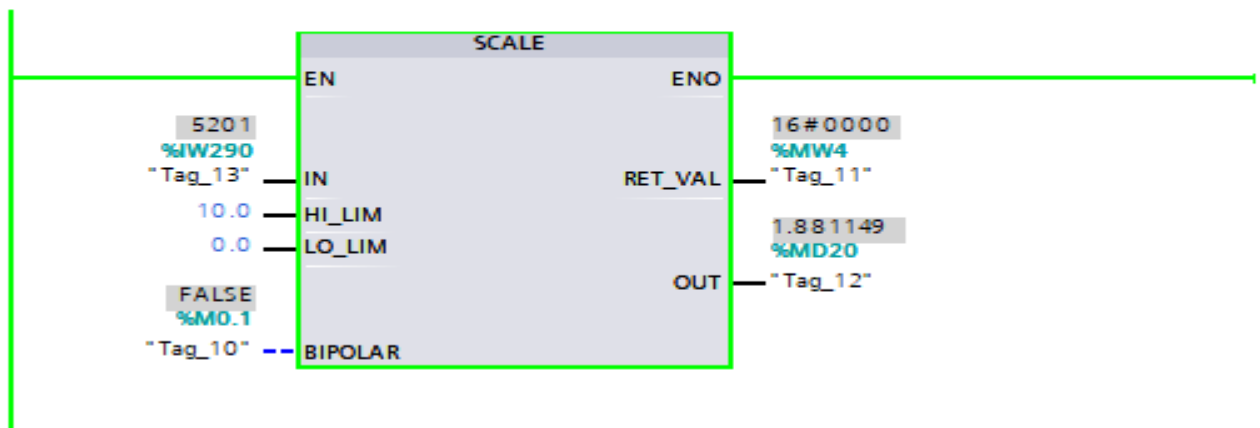 SCALE
EN
ENO
5201
%IW290
"Tag_13"
IN
16#0000
%MW4
RET_VAL
"Tag_11"
10.0
HI_LIM
0.0
LO_LIM
1.881149
%MD20
OUT
"Tag_12"
FALSE
%M0.1
"Tag_10"
BIPOLAR